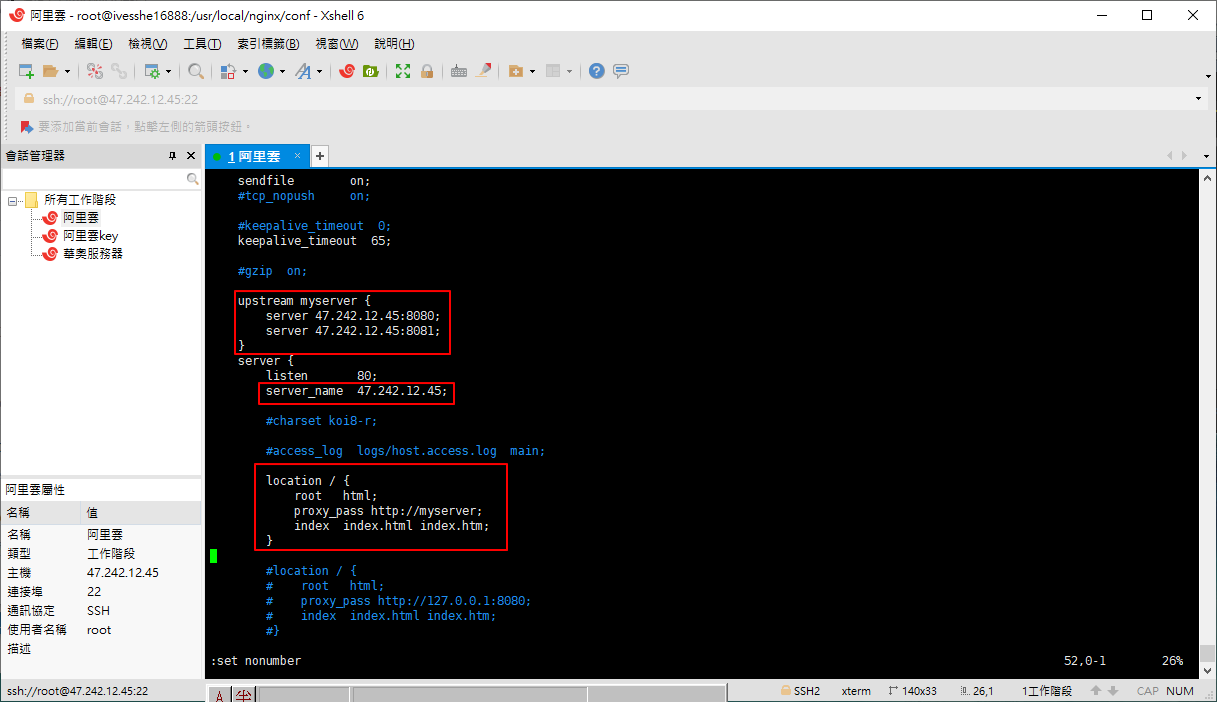 阿里雲 - root@ivesshe16888:/usr/local/nginx/conf - Xshell 6
檔案(F) 編輯(E) 檢視(V) 工具(T) 索引標籤(B) 視窗(W) 說明(H)
ssh://root@47.242.12.45:22
要添加當前會話，點擊左側的箭頭按鈕。
會話管理器
1 阿里雲 × +
所有工作階段
阿里雲
阿里雲key
華奧服務器
阿里雲屬性
名稱 值
名稱 阿里雲
類型 工作階段
主機 47.242.12.45
連接埠 22
通訊協定 SSH
使用者名稱 root
描述
sendfile        on;
#tcp_nopush     on;
#keepalive_timeout  0;
keepalive_timeout  65;
#gzip  on;
upstream myserver {
server 47.242.12.45:8080;
server 47.242.12.45:8081;
}
server {
listen       80;
server_name  47.242.12.45;
#charset koi8-r;
#access_log  logs/host.access.log  main;
location / {
root   html;
proxy_pass http://myserver;
index  index.html index.htm;
}
#location / {
#    root   html;
#    proxy_pass http://127.0.0.1:8080;
#    index  index.html index.htm;
#}
:set nonumber 52,0-1 26%
ssh://root@47.242.12.45:22 A 半 SSH2 xterm 140x33 26,1 1工作階段 CAP NUM